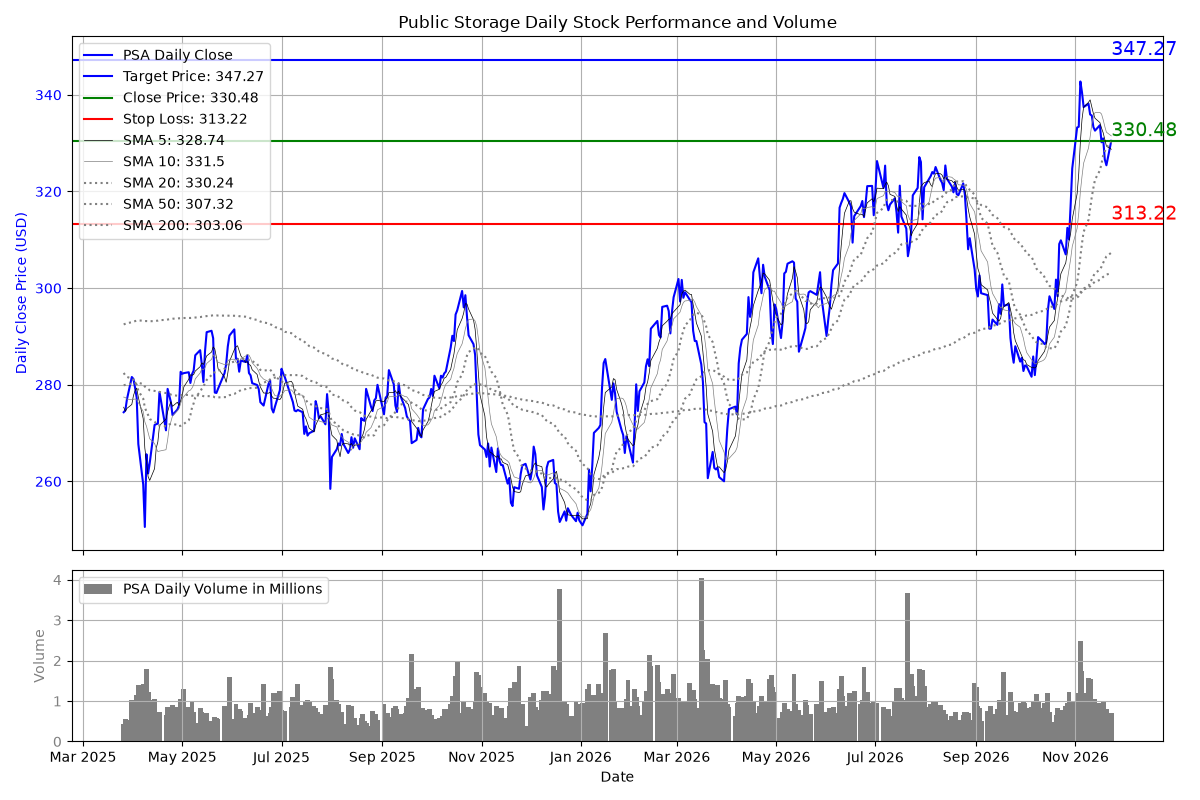 Public Storage Daily Stock Performance and Volume
PSA Daily Close
Target Price: 347.27
Close Price: 330.48
Stop Loss: 313.22
SMA 5: 328.74
SMA 10: 331.5
SMA 20: 330.24
SMA 50: 307.32
SMA 200: 303.06
347.27
330.48
313.22
340
320
300
280
260
Daily Close Price (USD)
PSA Daily Volume in Millions
4
3
2
1
0
Volume
Mar 2025 May 2025 Jul 2025 Sep 2025 Nov 2025 Jan 2026 Mar 2026 May 2026 Jul 2026 Sep 2026 Nov 2026
Date